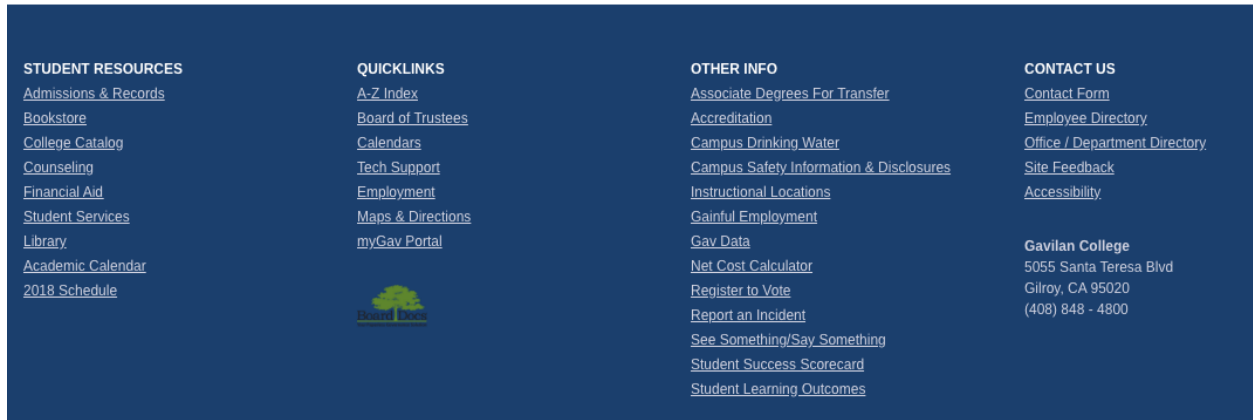 STUDENT RESOURCES
Admissions & Records
Bookstore
College Catalog
Counseling
Financial Aid
Student Services
Library
Academic Calendar
2018 Schedule
QUICKLINKS
A-Z Index
Board of Trustees
Calendars
Tech Support
Employment
Maps & Directions
myGav Portal
Board Docs
OTHER INFO
Associate Degrees For Transfer
Accreditation
Campus Drinking Water
Campus Safety Information & Disclosures
Instructional Locations
Gainful Employment
Gav Data
Net Cost Calculator
Register to Vote
Report an Incident
See Something/Say Something
Student Success Scorecard
Student Learning Outcomes
CONTACT US
Contact Form
Employee Directory
Office / Department Directory
Site Feedback
Accessibility
Gavilan College
5055 Santa Teresa Blvd
Gilroy, CA 95020
(408) 848 - 4800